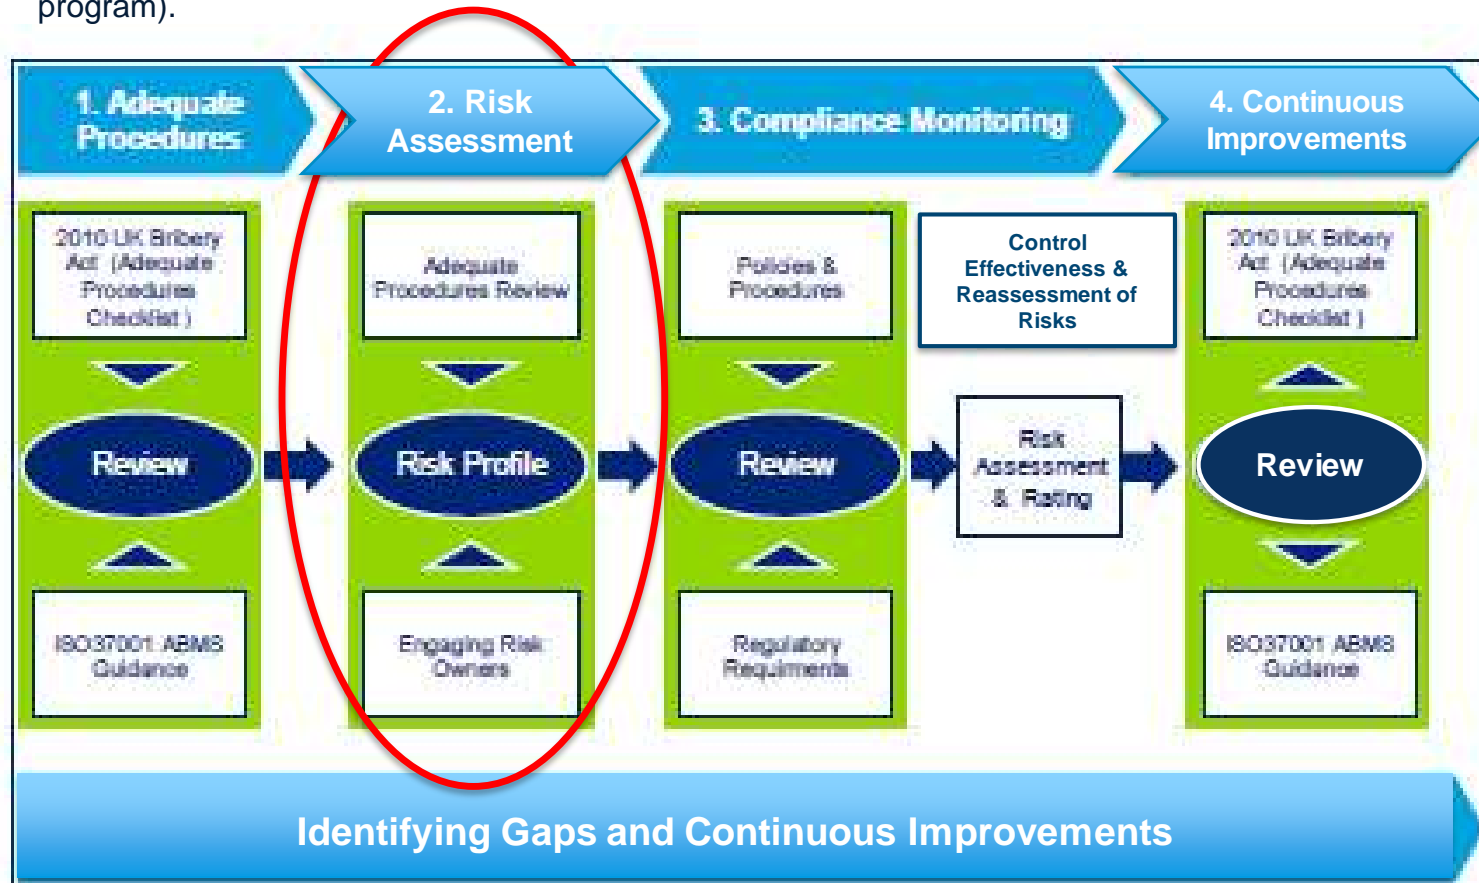 program).
1. Adequate
Procedures
2. Risk
Assessment
3. Compliance Monitoring
4. Continuous
Improvements
2010 UK Bribery
Act (Adequate
Procedures
Checklist )
Review
ISO37001 ABMS
Guidance
Adequate
Procedures Review
Risk Profile
Engaging Risk
Owners
Policies &
Procedures
Review
Regulatory
Requirments
Control
Effectiveness &
Reassessment of
Risks
Risk
Assessment
& Rating
2010 UK Bribery
Act (Adequate
Procedures
Checklist )
Review
ISO37001 ABMS
Guidance
Identifying Gaps and Continuous Improvements